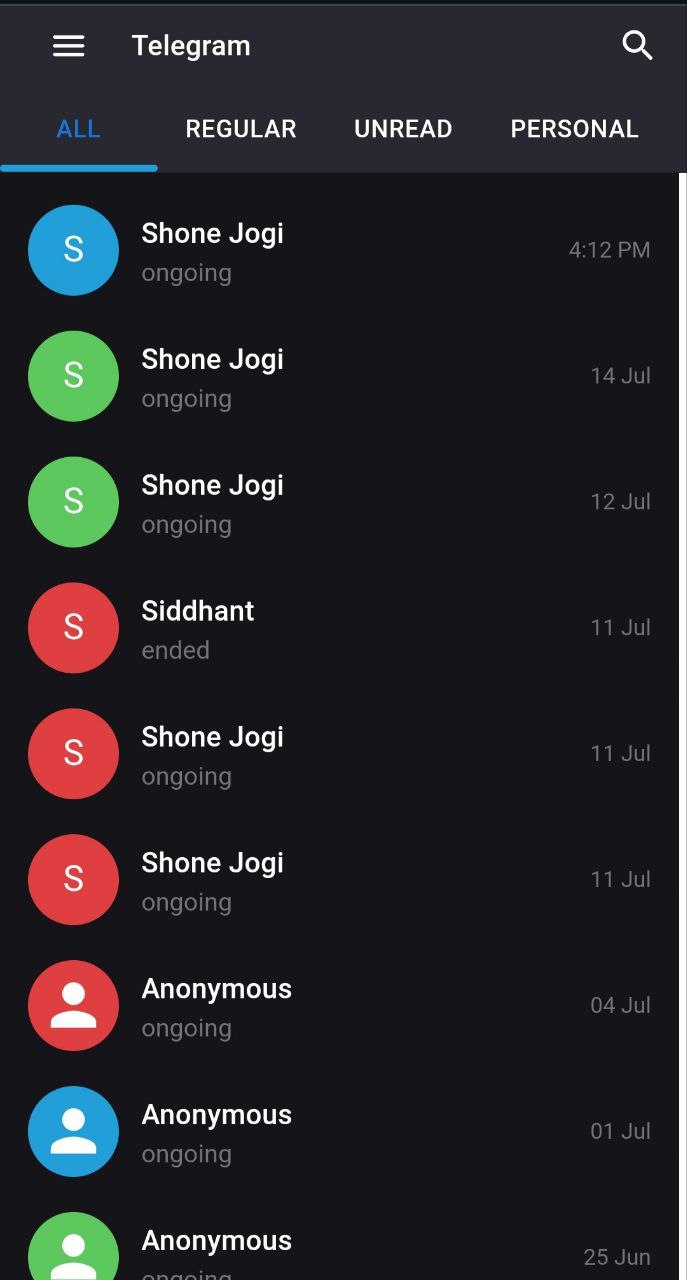 Telegram
ALL REGULAR UNREAD PERSONAL
S
Shone Jogi
ongoing
4:12 PM
S
Shone Jogi
ongoing
14 Jul
S
Shone Jogi
ongoing
12 Jul
S
Siddhant
ended
11 Jul
S
Shone Jogi
ongoing
11 Jul
S
Shone Jogi
ongoing
11 Jul
Anonymous
ongoing
04 Jul
Anonymous
ongoing
01 Jul
Anonymous
ongoing
25 Jun